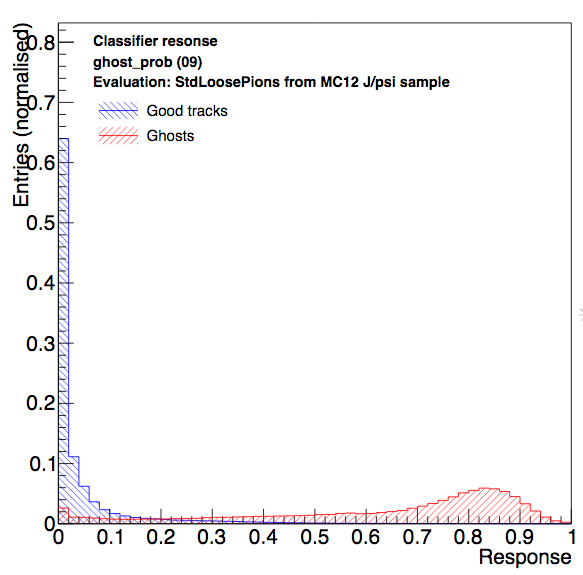 Classifier resonse
ghost_prob (09)
Evaluation: StdLoosePions from MC12 J/psi sample
Good tracks
Ghosts
Entries (normalised)
0.8
0.7
0.6
0.5
0.4
0.3
0.2
0.1
0
0 0.1 0.2 0.3 0.4 0.5 0.6 0.7 0.8 0.9 1
Response